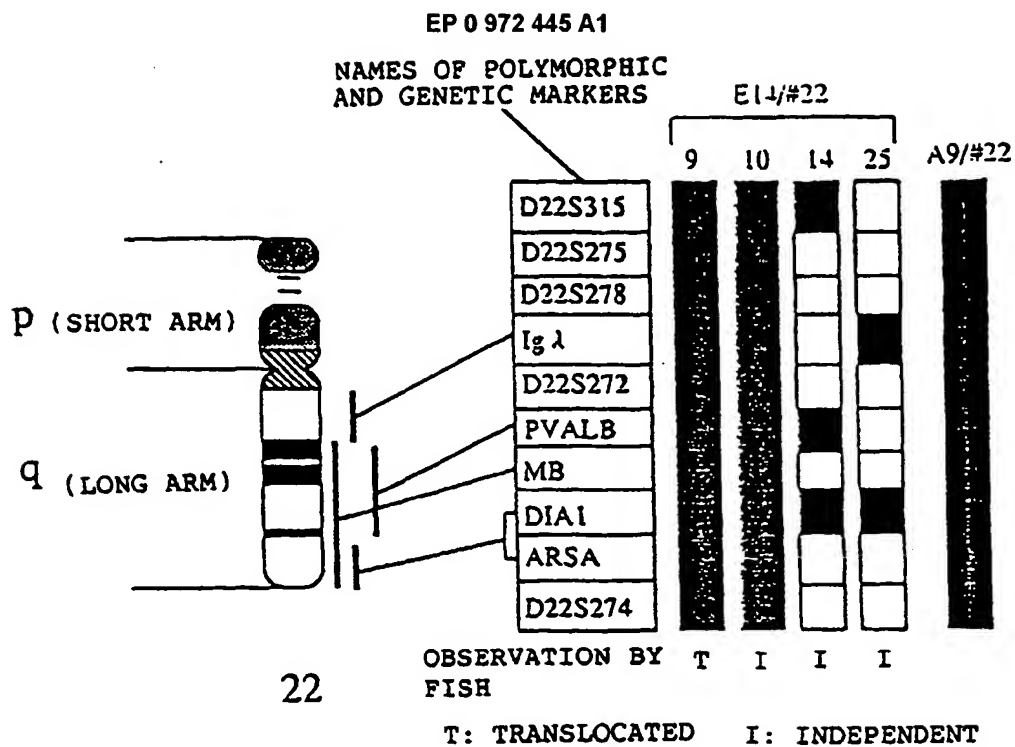 EP 0 972 445 A1
NAMES OF POLYMORPHIC
AND GENETIC MARKERS
E14/#22
9 10 14 25 A9/#22
D22S315
D22S275
D22S278
Ig λ
D22S272
PVALB
MB
DIA1
ARSA
D22S274
p (SHORT ARM)
q (LONG ARM)
22
OBSERVATION BY
FISH
T I I I
T: TRANSLOCATED I: INDEPENDENT